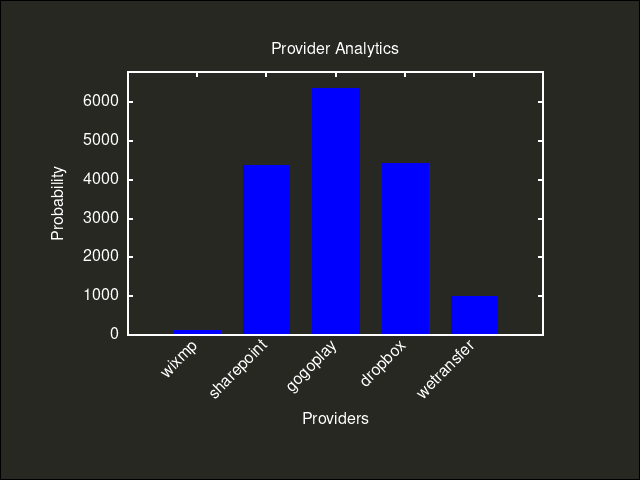 Provider Analytics
Probability
6000
5000
4000
3000
2000
1000
0
wixmp
sharepoint
gogoplay
dropbox
wetransfer
Providers